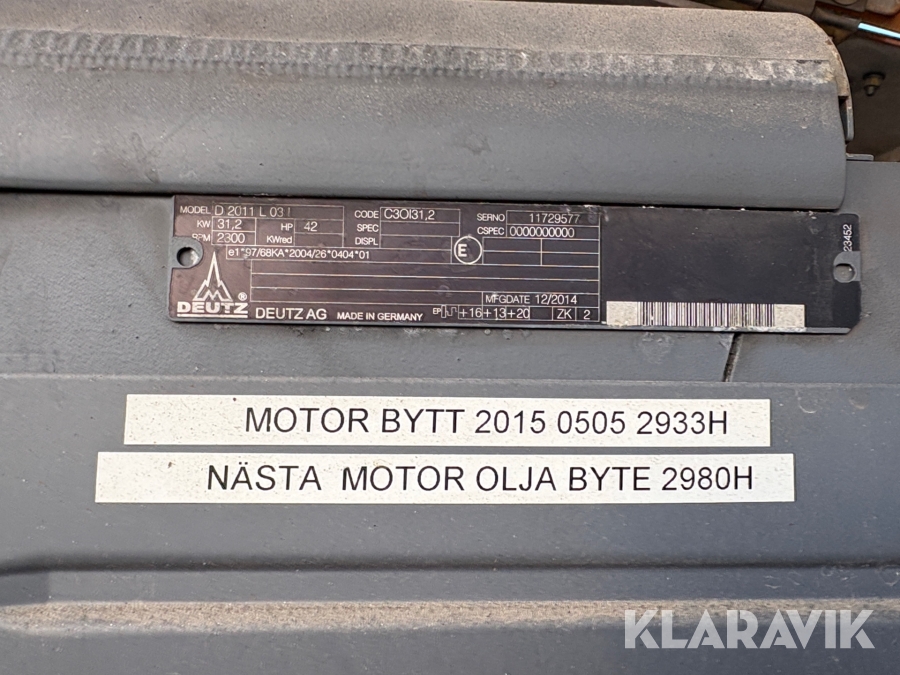 MODEL D 2011 L 03 I CODE C3OI31,2 SERNO 11729577
KW 31,2 HP 42 SPEC CSPEC 0000000000
RPM 2300 KWred DISPL E
e1*97/68KA*2004/26*0404*01
23452
MFGDATE 12/2014
DEUTZ® DEUTZ AG MADE IN GERMANY EP +16+13+20 ZK 2
MOTOR BYTT 2015 0505 2933H
NÄSTA MOTOR OLJA BYTE 2980H
KLARAVIK